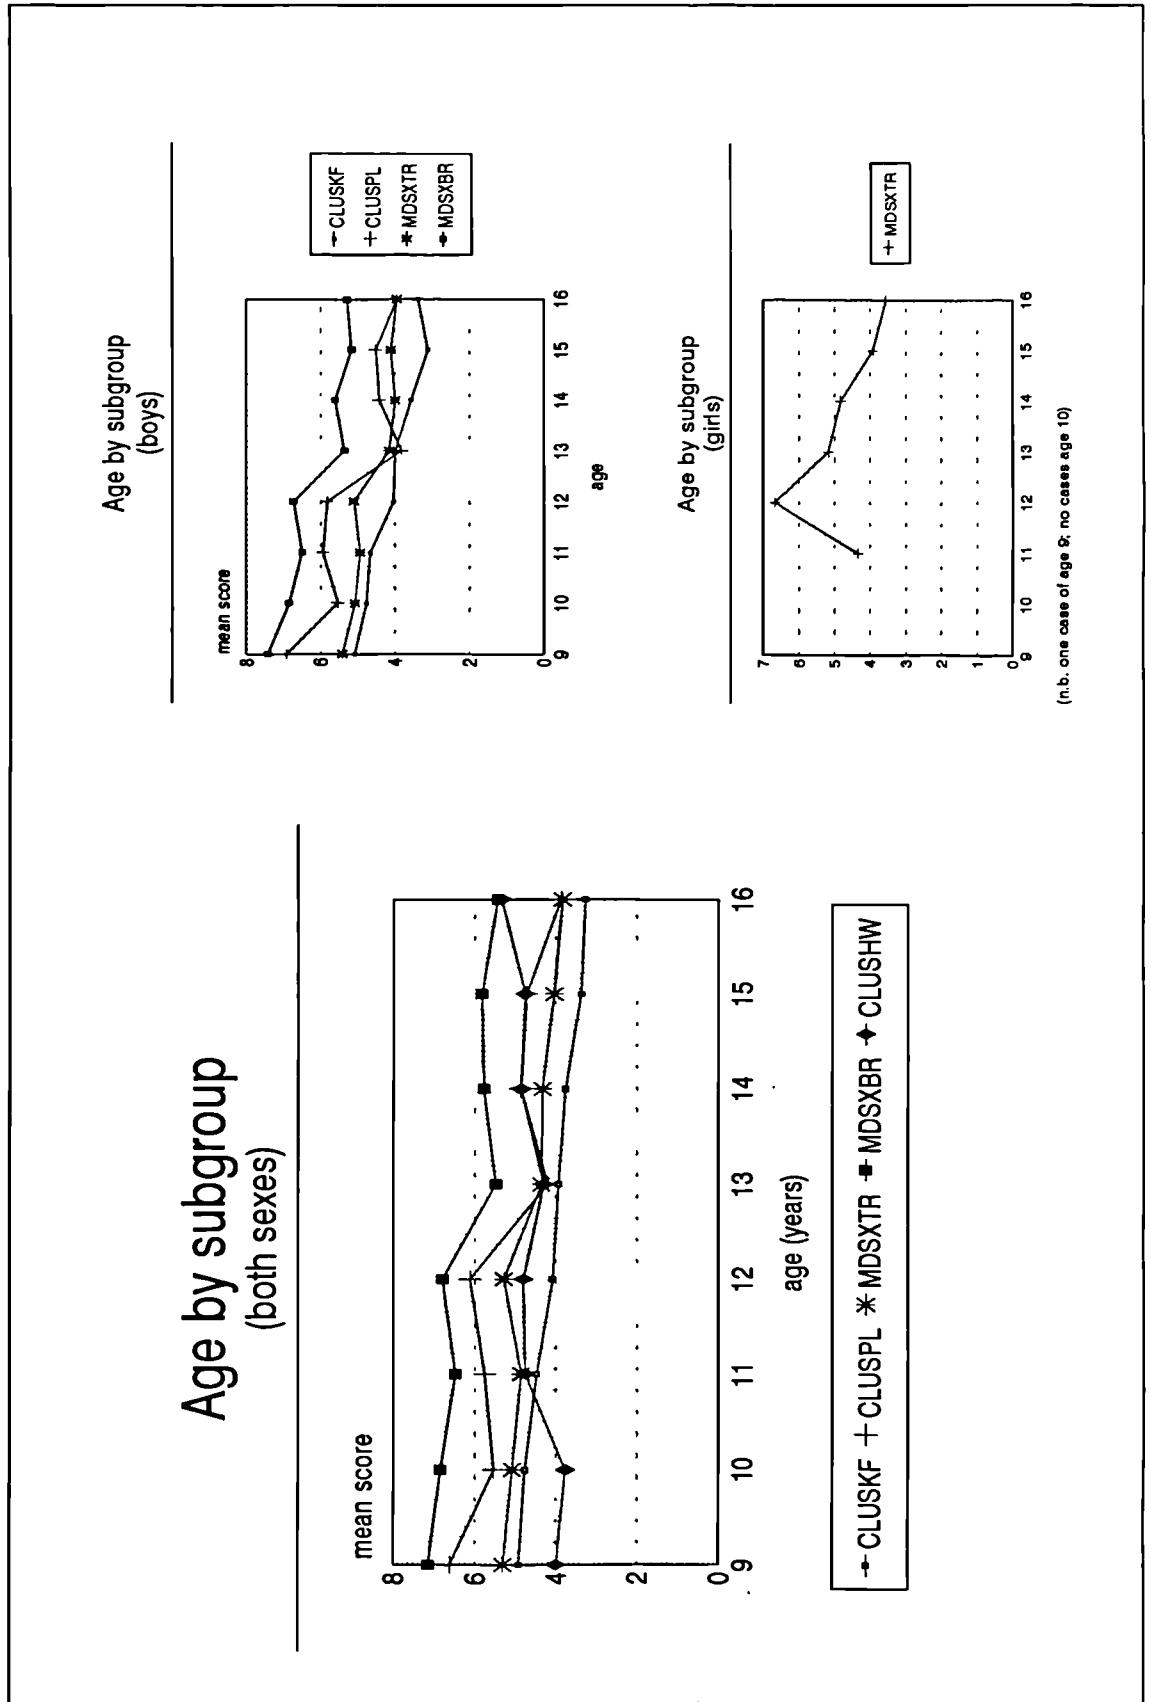 Age by subgroup
(both sexes)
mean score
8
6
4
2
0
9 10 11 12 13 14 15 16
age (years)
CLUSKF CLUSPL MDSXTR MDSXBR CLUSHW
Age by subgroup
(boys)
mean score
8
6
4
2
0
9 10 11 12 13 14 15 16
age
CLUSKF
CLUSPL
MDSXTR
MDSXBR
Age by subgroup
(girls)
7
6
5
4
3
2
1
0
9 10 11 12 13 14 15 16
MDSXTR
(n.b. one case of age 9; no cases age 10)